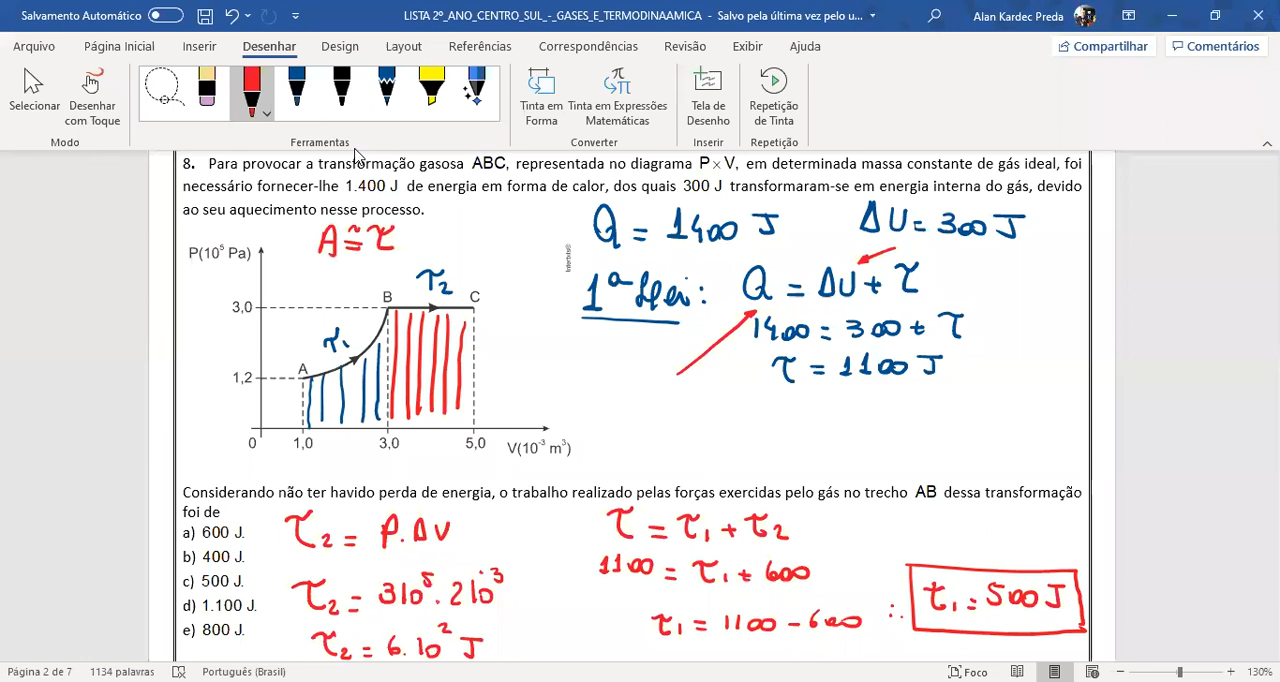 Salvamento Automático
LISTA 2º_ANO_CENTRO_SUL_-_GASES_E_TERMODINAAMICA - Salvo pela última vez pelo u...
Alan Kardec Preda
Arquivo Página Inicial Inserir Desenhar Design Layout Referências Correspondências Revisão Exibir Ajuda Compartilhar Comentários
Selecionar Desenhar com Toque Tinta em Forma Tinta em Expressões Matemáticas Tela de Desenho Repetição de Tinta
Modo Ferramentas Converter Inserir Repetição
8. Para provocar a transformação gasosa ABC, representada no diagrama P×V, em determinada massa constante de gás ideal, foi
necessário fornecer-lhe 1.400 J de energia em forma de calor, dos quais 300 J transformaram-se em energia interna do gás, devido
ao seu aquecimento nesse processo.
Q = 1400 J ΔU = 300 J
A ≅ τ
P(10⁵ Pa)
Interbits®
τ₂
1ª Lei: Q = ΔU + τ
B C
3,0
τ₁
1400 = 300 + τ
A
1,2
τ = 1100 J
0 1,0 3,0 5,0 V(10⁻³ m³)
Considerando não ter havido perda de energia, o trabalho realizado pelas forças exercidas pelo gás no trecho AB dessa transformação
foi de
a) 600 J.
b) 400 J.
c) 500 J.
d) 1.100 J.
e) 800 J.
τ₂ = P.ΔV
τ₂ = 3 10⁵ . 2 10⁻³
τ₂ = 6.10² J
τ = τ₁ + τ₂
1100 = τ₁ + 600
τ₁ = 1100 - 600 ∴ τ₁ = 500 J
Página 2 de 7 1134 palavras Português (Brasil) Foco 130%